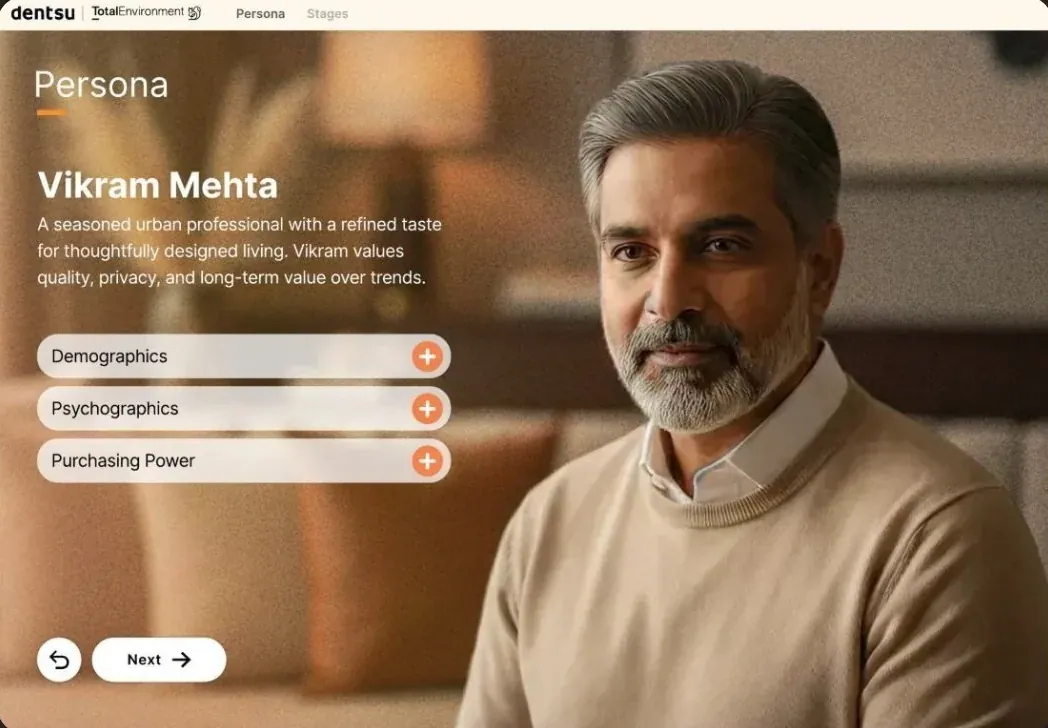 dentsu
TotalEnvironment
Persona
Stages
Persona
Vikram Mehta
A seasoned urban professional with a refined taste
for thoughtfully designed living. Vikram values
quality, privacy, and long-term value over trends.
Demographics
Psychographics
Purchasing Power
Next